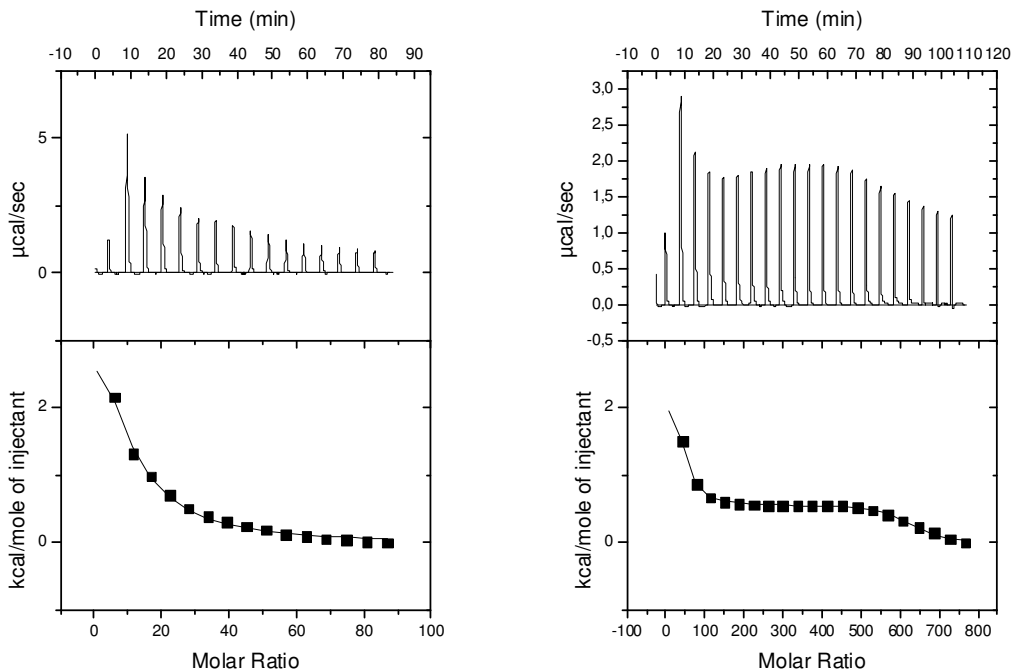 Time (min)
-10 0 10 20 30 40 50 60 70 80 90
5
0
µcal/sec
2
0
kcal/mole of injectant
0 20 40 60 80 100
Molar Ratio
Time (min)
-10 0 10 20 30 40 50 60 70 80 90 100 110 120
3,0
2,5
2,0
1,5
1,0
0,5
0,0
-0,5
µcal/sec
2
0
kcal/mole of injectant
-100 0 100 200 300 400 500 600 700 800
Molar Ratio